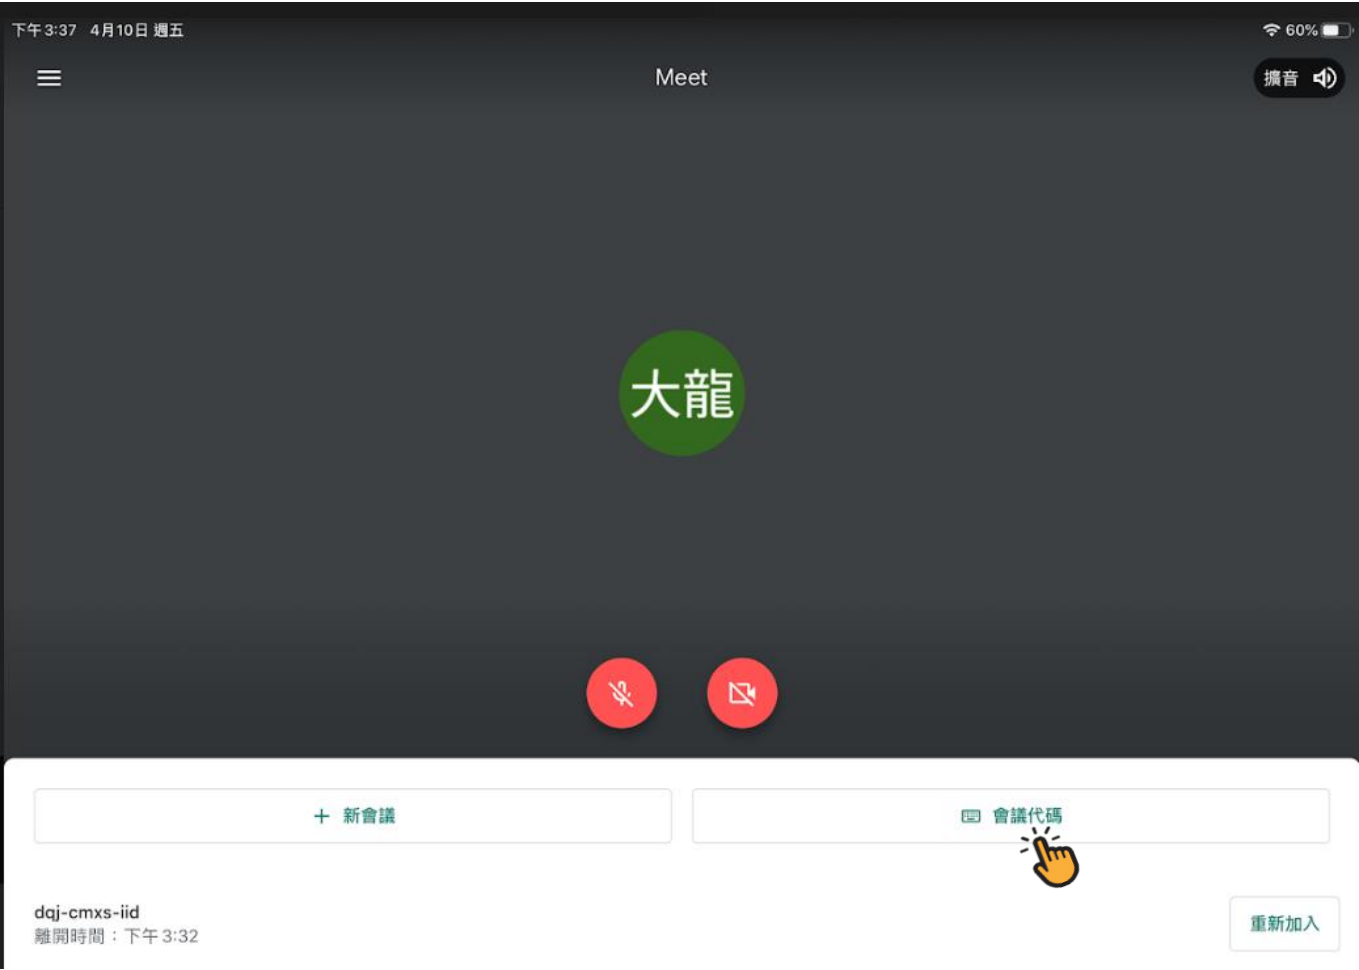 下午3:37 4月10日 週五
60%
Meet
擴音
大龍
新會議
會議代碼
dqj-cmxs-iid
離開時間：下午3:32
重新加入